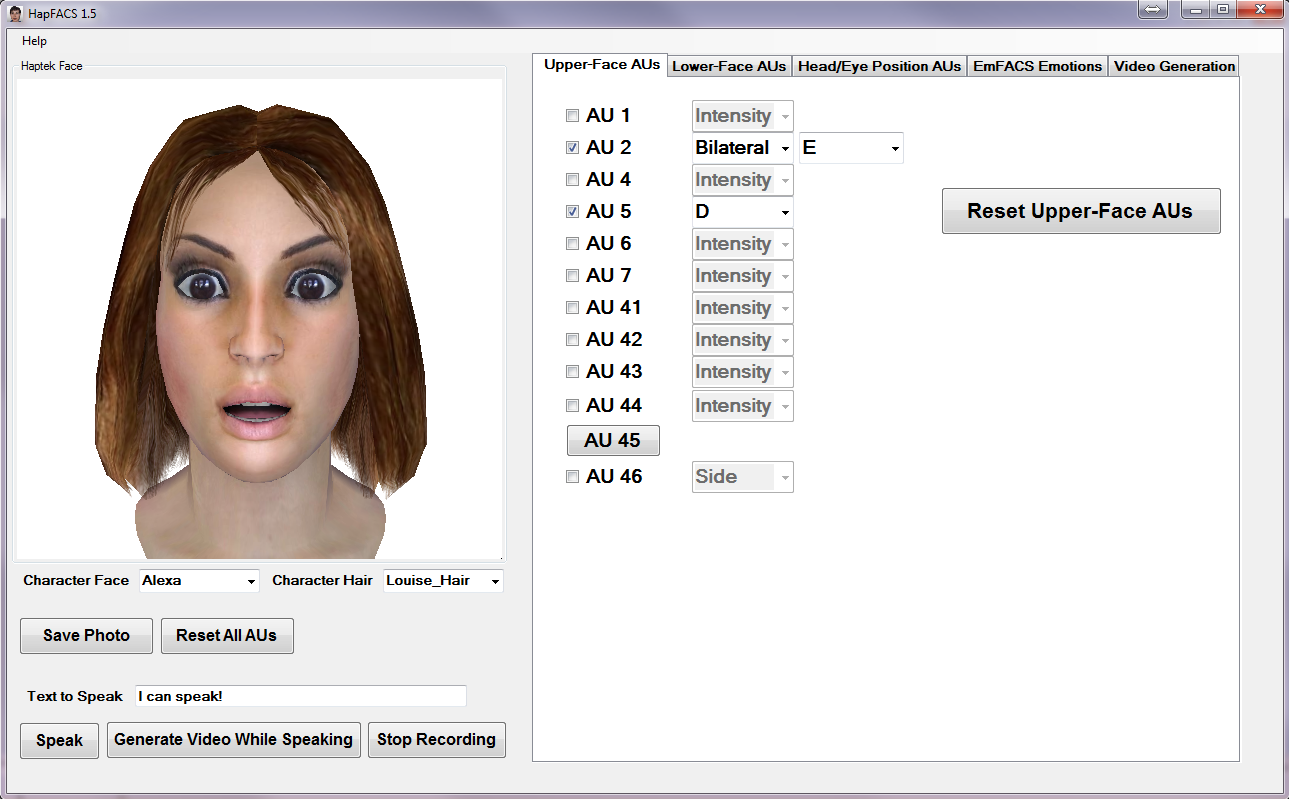 HapFACS 1.5
Help
Haptek Face
Upper-Face AUs Lower-Face AUs Head/Eye Position AUs EmFACS Emotions Video Generation
AU 1 Intensity
AU 2 Bilateral E
AU 4 Intensity
AU 5 D
Reset Upper-Face AUs
AU 6 Intensity
AU 7 Intensity
AU 41 Intensity
AU 42 Intensity
AU 43 Intensity
AU 44 Intensity
AU 45
AU 46 Side
Character Face Alexa Character Hair Louise_Hair
Save Photo Reset All AUs
Text to Speak I can speak!
Speak Generate Video While Speaking Stop Recording